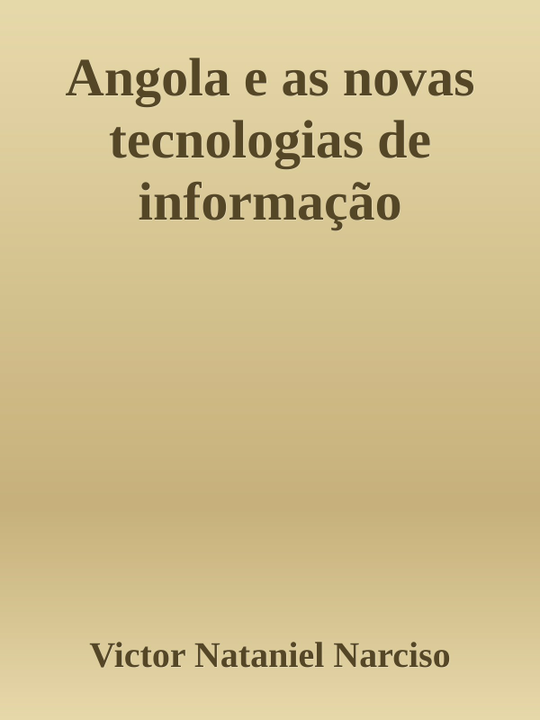 Angola e as novas
tecnologias de
informação
Victor Nataniel Narciso